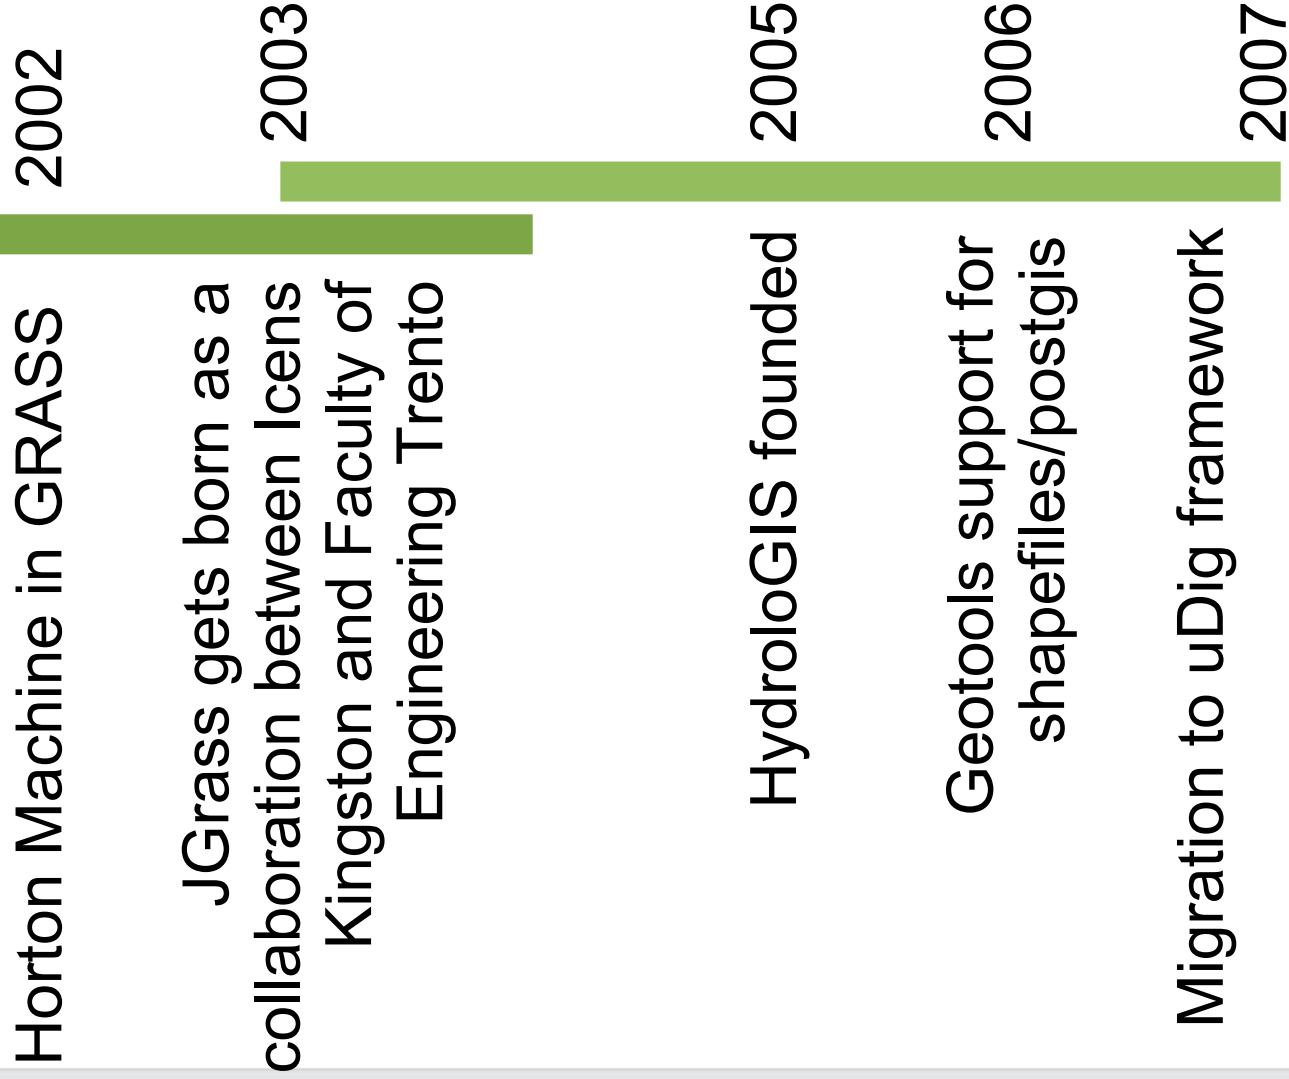 2002
Horton Machine in GRASS
2003
JGrass gets born as a
collaboration between Icens
Kingston and Faculty of
Engineering Trento
2005
HydroloGIS founded
2006
Geotools support for
shapefiles/postgis
2007
Migration to uDig framework